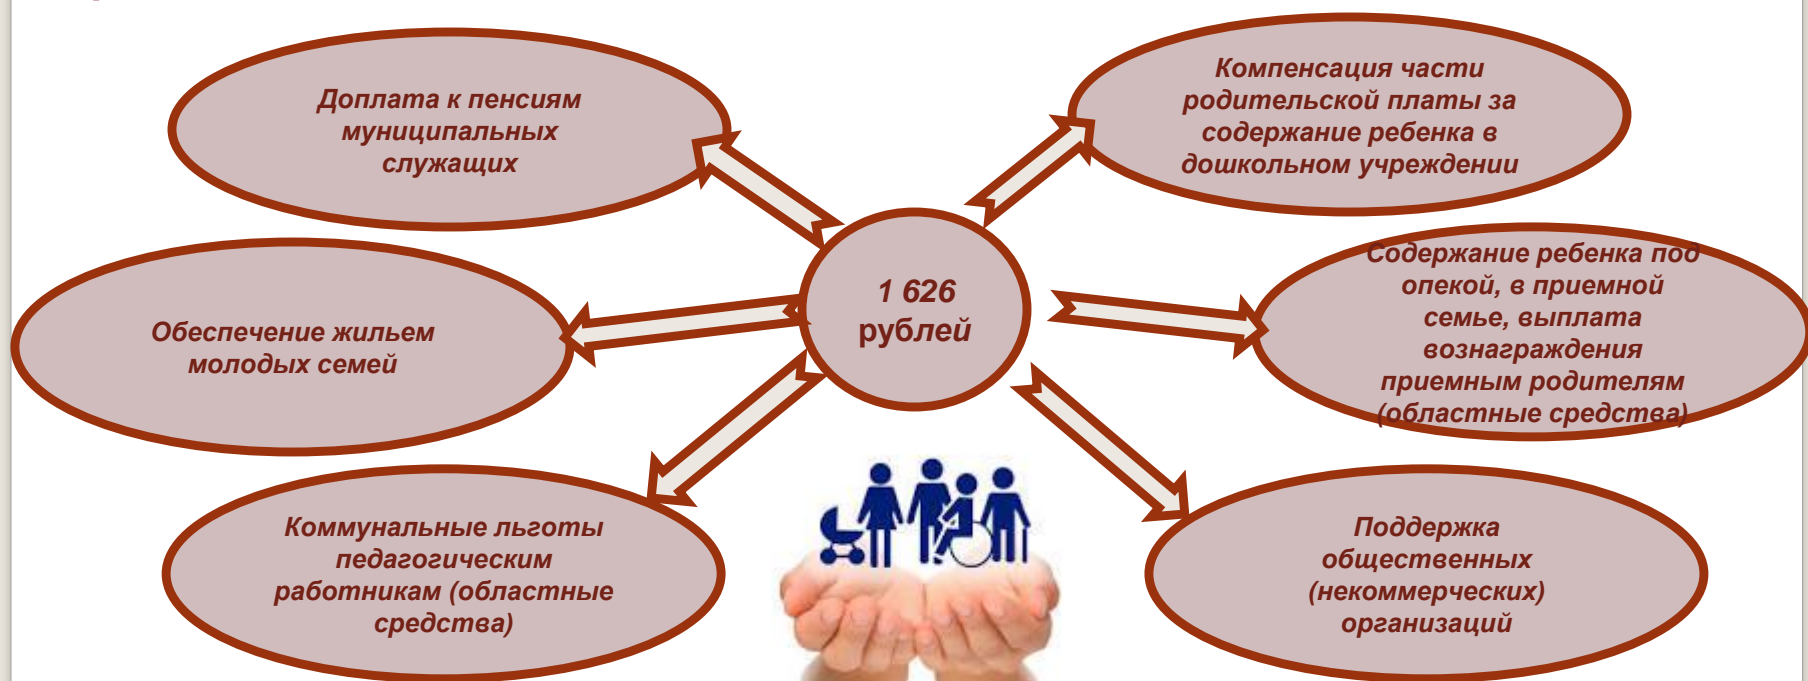 Доплата к пенсиям
муниципальных
служащих
Компенсация части
родительской платы за
содержание ребенка в
дошкольном учреждении
Обеспечение жильем
молодых семей
1 626
рублей
Содержание ребенка под
опекой, в приемной
семье, выплата
вознаграждения
приемным родителям
(областные средства)
Коммунальные льготы
педагогическим
работникам (областные
средства)
Поддержка
общественных
(некоммерческих)
организаций